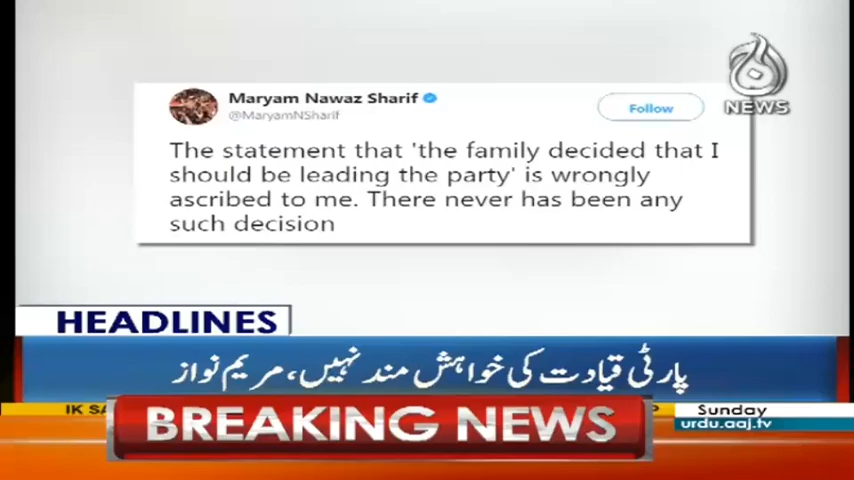 Maryam Nawaz Sharif
@MaryamNSharif
Follow
The statement that 'the family decided that I
should be leading the party' is wrongly
ascribed to me. There never has been any
such decision
آج
NEWS
HEADLINES
پارٹی قیادت کی خواہش مند نہیں، مریم نواز
BREAKING NEWS
IK
Sunday
urdu.aaj.tv